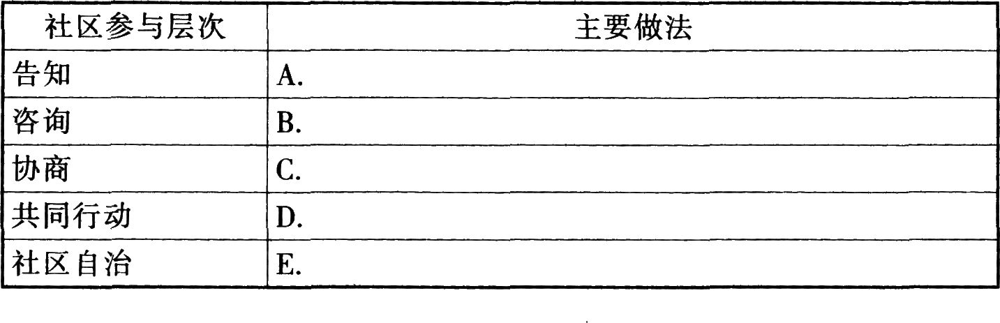 社区参与层次 主要做法
告知 A.
咨询 B.
协商 C.
共同行动 D.
社区自治 E.